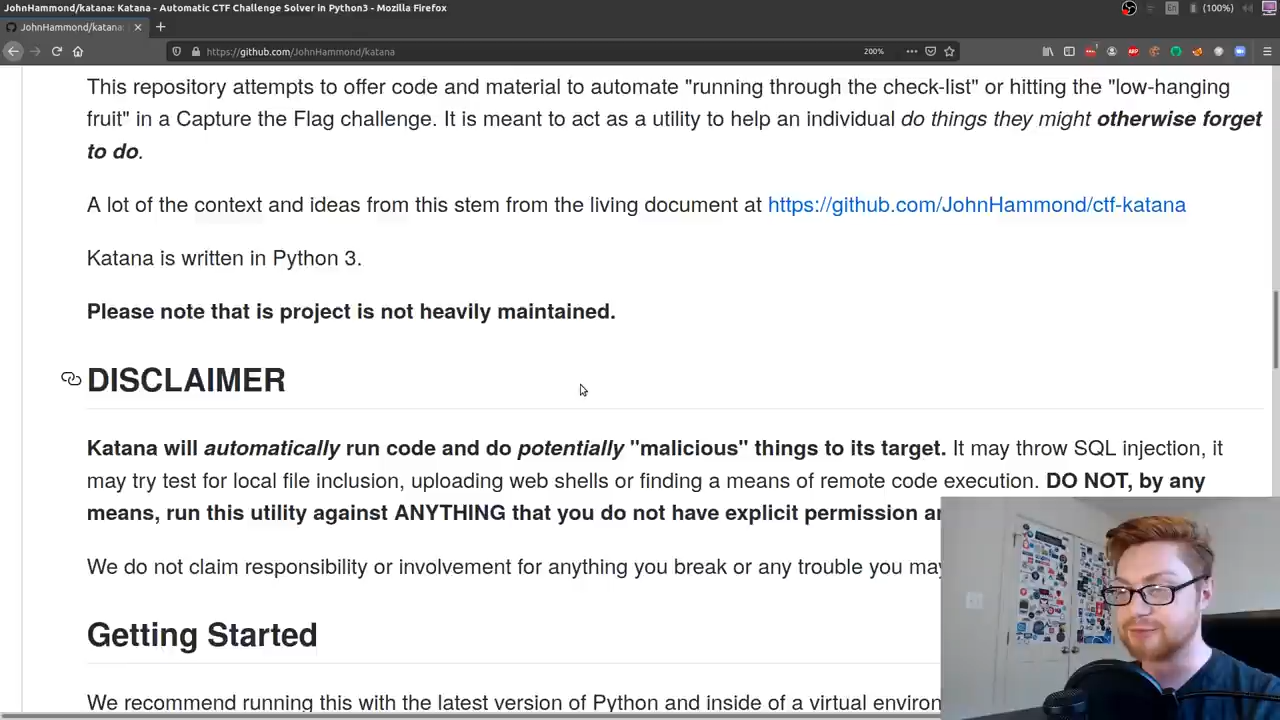 JohnHammond/katana: Katana - Automatic CTF Challenge Solver in Python3 - Mozilla Firefox
En
(100%)
JohnHammond/katana:
https://github.com/JohnHammond/katana
200%
This repository attempts to offer code and material to automate "running through the check-list" or hitting the "low-hanging
fruit" in a Capture the Flag challenge. It is meant to act as a utility to help an individual do things they might otherwise forget
to do.
A lot of the context and ideas from this stem from the living document at https://github.com/JohnHammond/ctf-katana
Katana is written in Python 3.
Please note that is project is not heavily maintained.
DISCLAIMER
Katana will automatically run code and do potentially "malicious" things to its target. It may throw SQL injection, it
may try test for local file inclusion, uploading web shells or finding a means of remote code execution. DO NOT, by any
means, run this utility against ANYTHING that you do not have explicit permission
We do not claim responsibility or involvement for anything you break or any trouble you may
Getting Started
We recommend running this with the latest version of Python and inside of a virtual environ